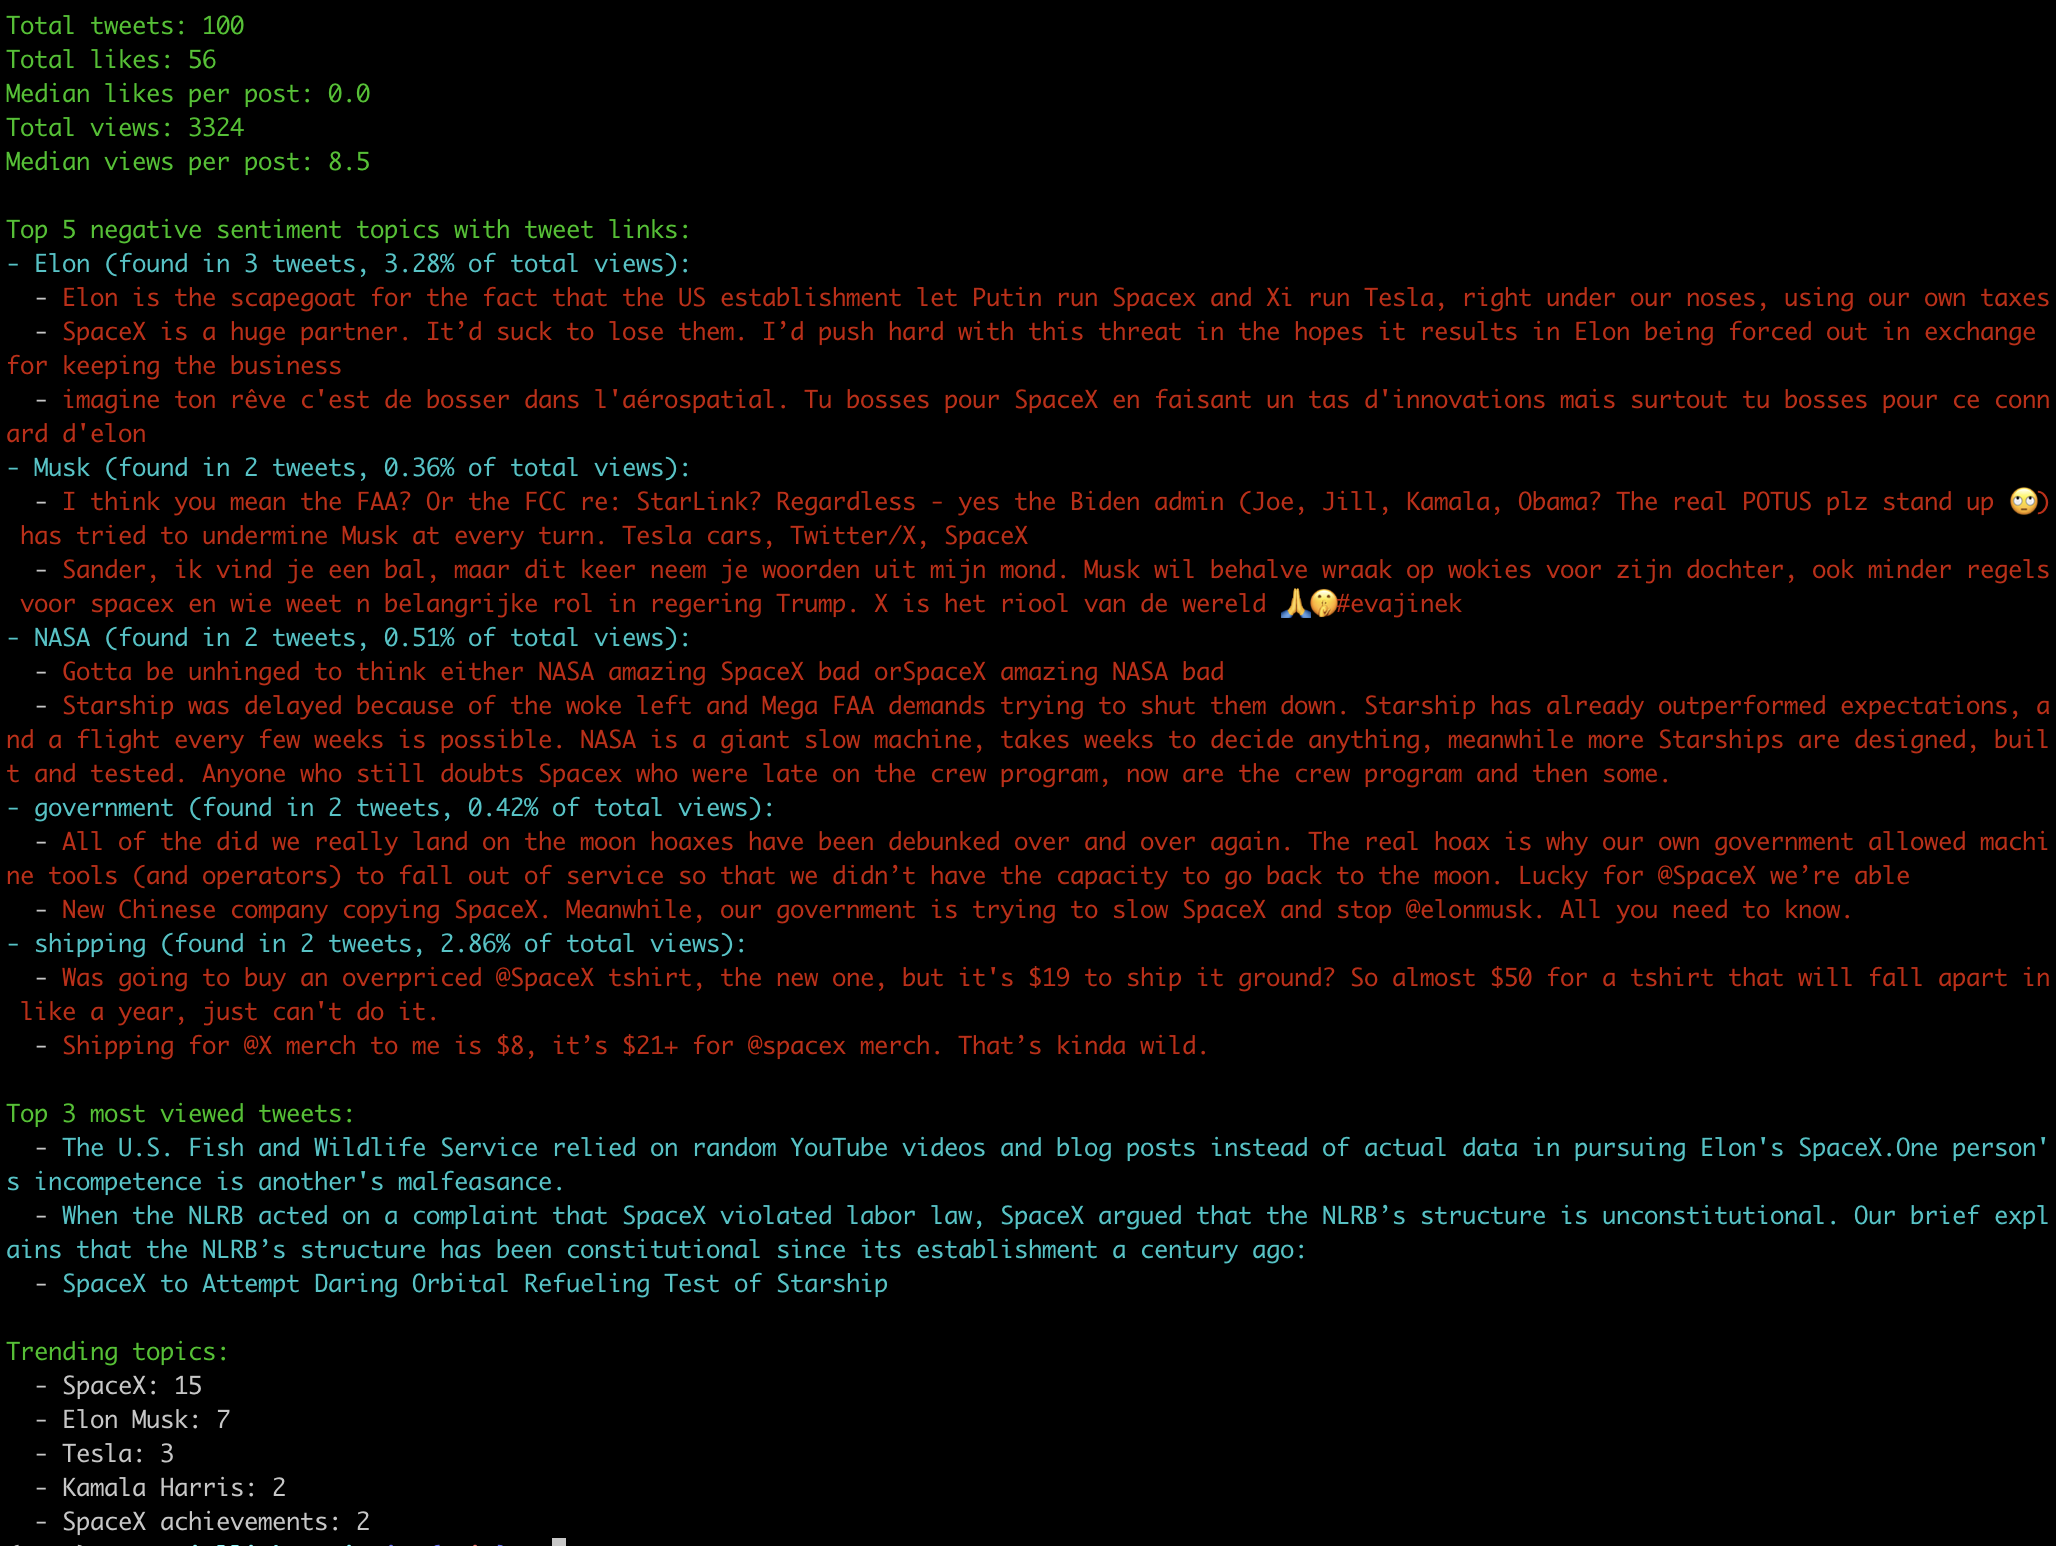 Total tweets: 100
Total likes: 56
Median likes per post: 0.0
Total views: 3324
Median views per post: 8.5
Top 5 negative sentiment topics with tweet links:
- Elon (found in 3 tweets, 3.28% of total views):
- Elon is the scapegoat for the fact that the US establishment let Putin run Spacex and Xi run Tesla, right under our noses, using our own taxes
- SpaceX is a huge partner. It’d suck to lose them. I’d push hard with this threat in the hopes it results in Elon being forced out in exchange
for keeping the business
- imagine ton rêve c'est de bosser dans l'aérospatial. Tu bosses pour SpaceX en faisant un tas d'innovations mais surtout tu bosses pour ce conn
ard d'elon
- Musk (found in 2 tweets, 0.36% of total views):
- I think you mean the FAA? Or the FCC re: StarLink? Regardless - yes the Biden admin (Joe, Jill, Kamala, Obama? The real POTUS plz stand up 🙄)
has tried to undermine Musk at every turn. Tesla cars, Twitter/X, SpaceX
- Sander, ik vind je een bal, maar dit keer neem je woorden uit mijn mond. Musk wil behalve wraak op wokies voor zijn dochter, ook minder regels
voor spacex en wie weet n belangrijke rol in regering Trump. X is het riool van de wereld 🙏🤫#evajinek
- NASA (found in 2 tweets, 0.51% of total views):
- Gotta be unhinged to think either NASA amazing SpaceX bad orSpaceX amazing NASA bad
- Starship was delayed because of the woke left and Mega FAA demands trying to shut them down. Starship has already outperformed expectations, a
nd a flight every few weeks is possible. NASA is a giant slow machine, takes weeks to decide anything, meanwhile more Starships are designed, buil
t and tested. Anyone who still doubts Spacex who were late on the crew program, now are the crew program and then some.
- government (found in 2 tweets, 0.42% of total views):
- All of the did we really land on the moon hoaxes have been debunked over and over again. The real hoax is why our own government allowed machi
ne tools (and operators) to fall out of service so that we didn’t have the capacity to go back to the moon. Lucky for @SpaceX we’re able
- New Chinese company copying SpaceX. Meanwhile, our government is trying to slow SpaceX and stop @elonmusk. All you need to know.
- shipping (found in 2 tweets, 2.86% of total views):
- Was going to buy an overpriced @SpaceX tshirt, the new one, but it's $19 to ship it ground? So almost $50 for a tshirt that will fall apart in
like a year, just can't do it.
- Shipping for @X merch to me is $8, it’s $21+ for @spacex merch. That’s kinda wild.
Top 3 most viewed tweets:
- The U.S. Fish and Wildlife Service relied on random YouTube videos and blog posts instead of actual data in pursuing Elon's SpaceX.One person'
s incompetence is another's malfeasance.
- When the NLRB acted on a complaint that SpaceX violated labor law, SpaceX argued that the NLRB’s structure is unconstitutional. Our brief expl
ains that the NLRB’s structure has been constitutional since its establishment a century ago:
- SpaceX to Attempt Daring Orbital Refueling Test of Starship
Trending topics:
- SpaceX: 15
- Elon Musk: 7
- Tesla: 3
- Kamala Harris: 2
- SpaceX achievements: 2